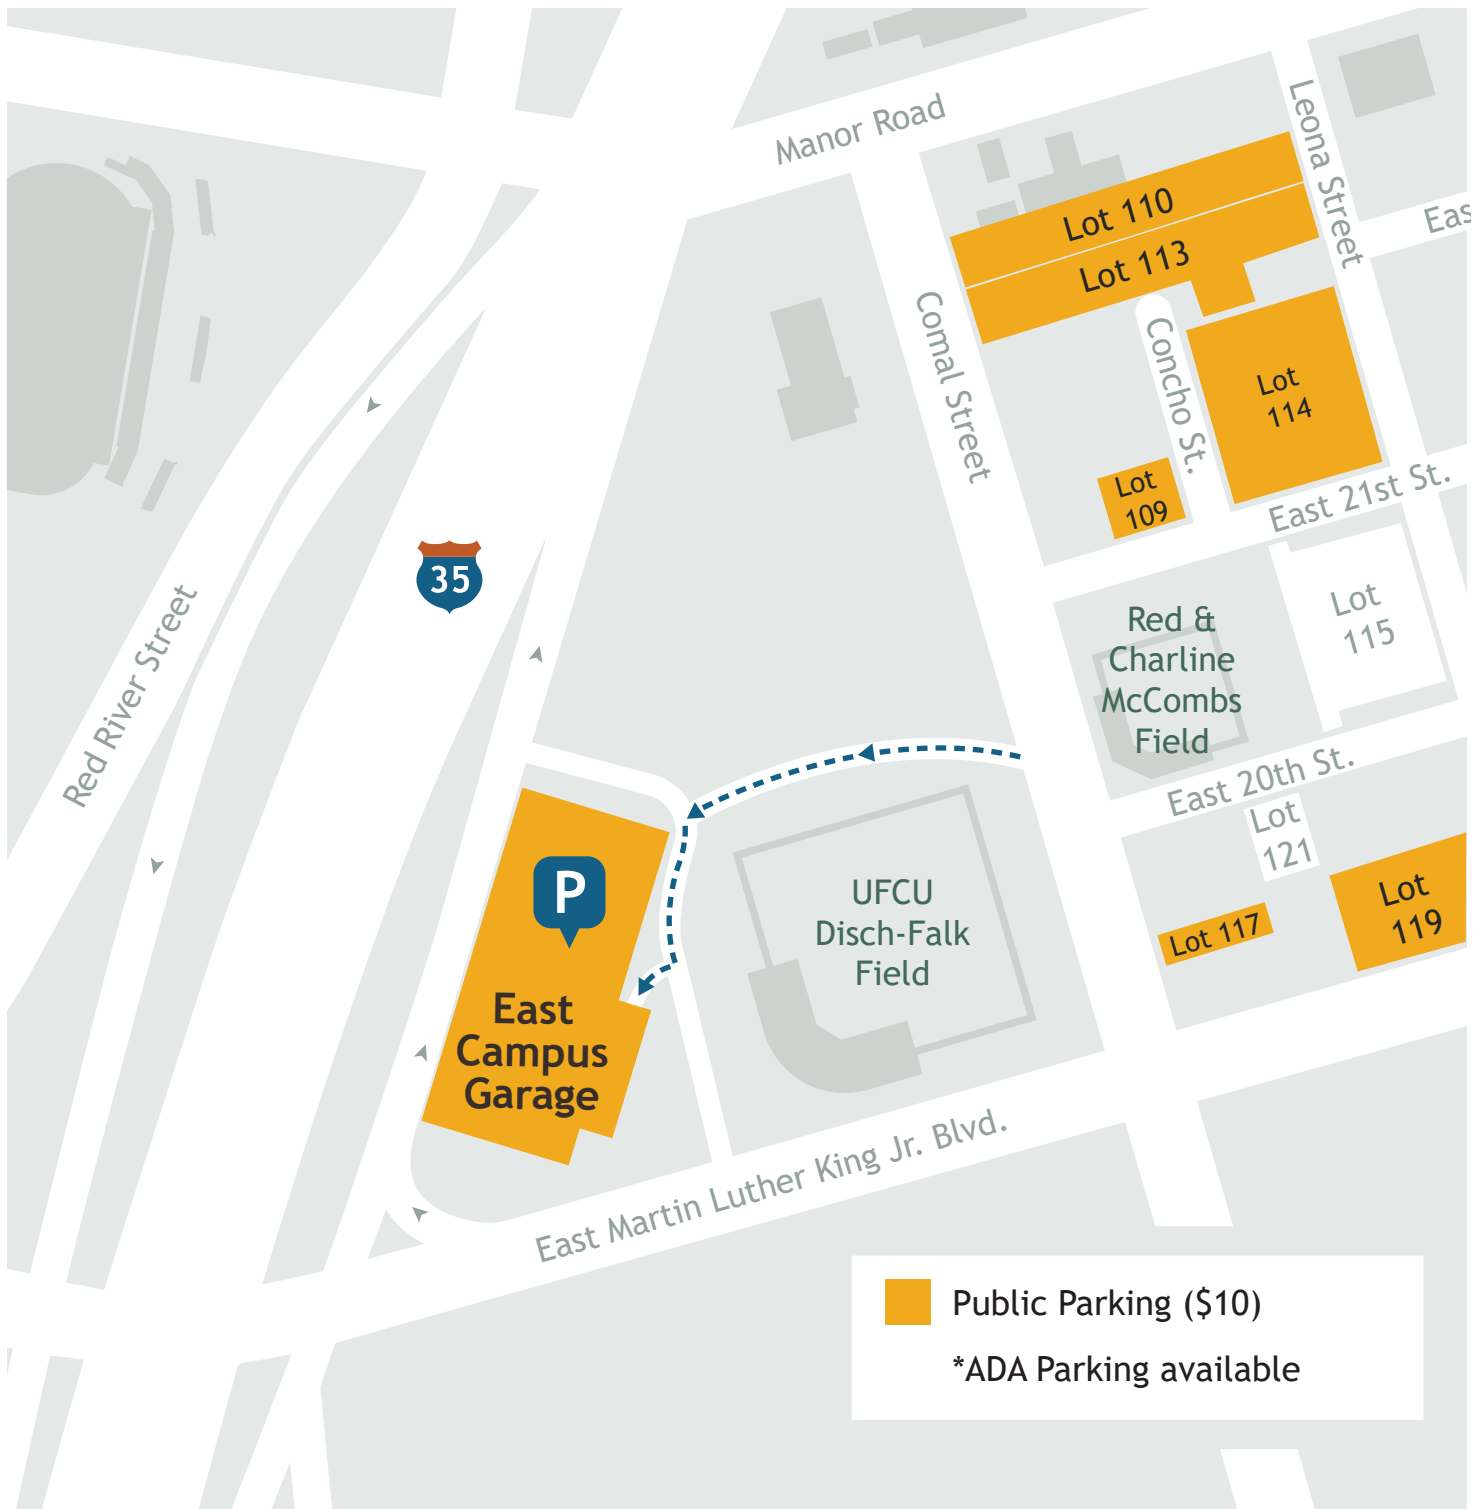 Manor Road
Leona Street
Eas
Lot 110
Lot 113
Comal Street
Concho St.
Lot
114
Lot
109
East 21st St.
35
Red River Street
Red &
Charline
McCombs
Field
Lot
115
East 20th St.
Lot
121
Lot
119
Lot 117
P
UFCU
Disch-Falk
Field
East
Campus
Garage
East Martin Luther King Jr. Blvd.
Public Parking ($10)
*ADA Parking available